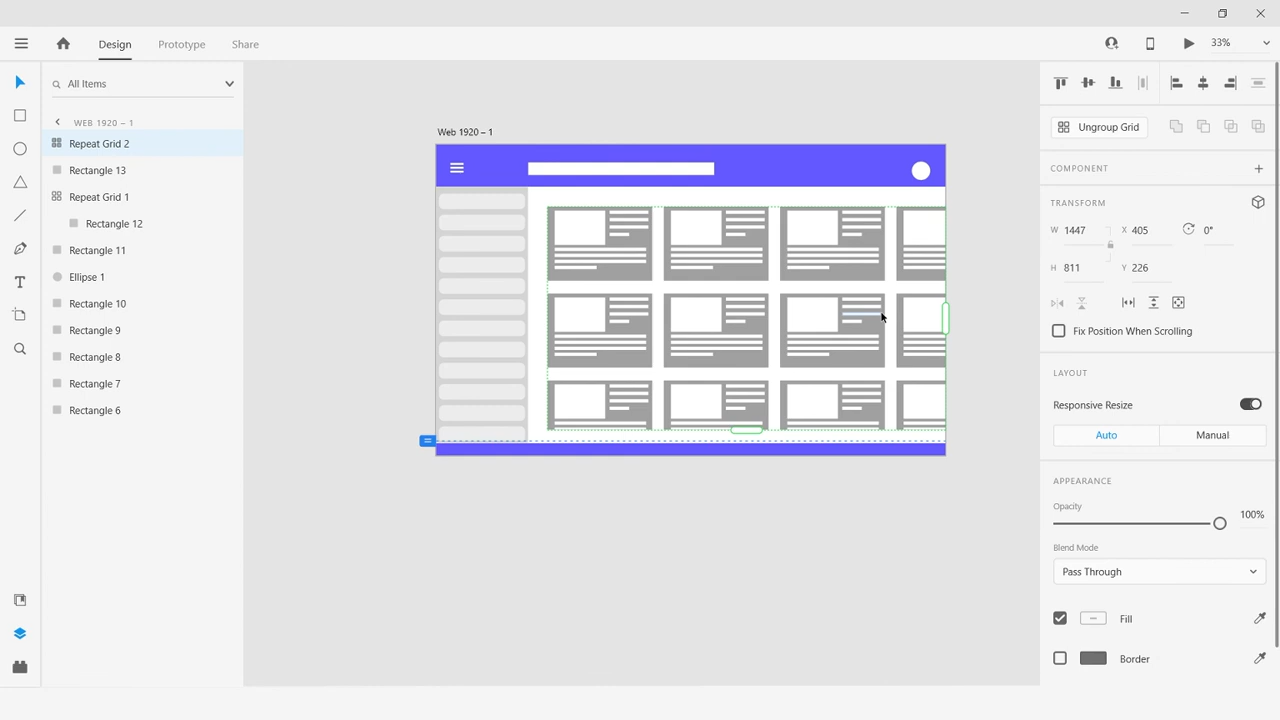 Design
Prototype
Share
33%
All Items
WEB 1920 – 1
Repeat Grid 2
Rectangle 13
Repeat Grid 1
Rectangle 12
Rectangle 11
Ellipse 1
Rectangle 10
Rectangle 9
Rectangle 8
Rectangle 7
Rectangle 6
Web 1920 – 1
Ungroup Grid
COMPONENT
TRANSFORM
W 1447 X 405 0°
H 811 Y 226
Fix Position When Scrolling
LAYOUT
Responsive Resize
Auto
Manual
APPEARANCE
Opacity
100%
Blend Mode
Pass Through
Fill
Border